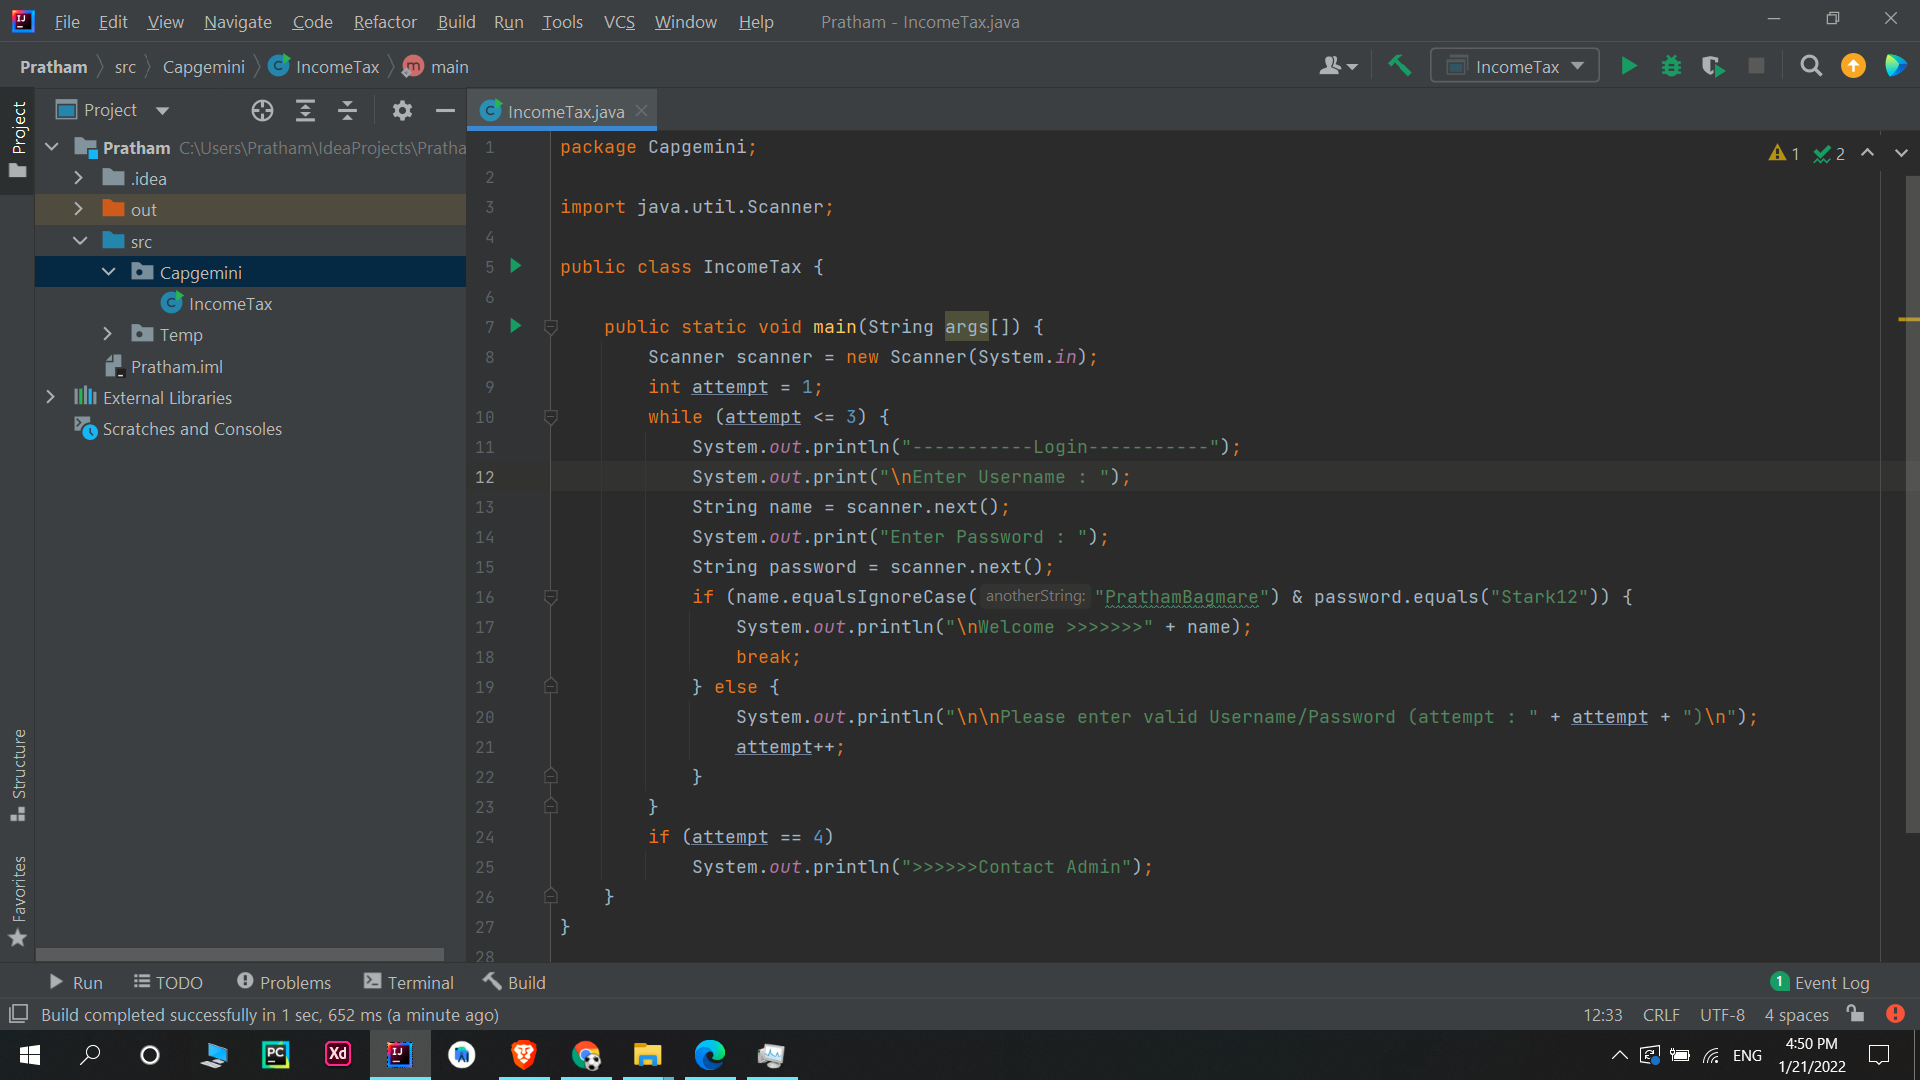 File Edit View Navigate Code Refactor Build Run Tools VCS Window Help Pratham - IncomeTax.java
Pratham src Capgemini IncomeTax main IncomeTax
Project
Project
IncomeTax.java
Pratham C:\Users\Pratham\IdeaProjects\Pratha
.idea
out
src
Capgemini
IncomeTax
Temp
Pratham.iml
External Libraries
Scratches and Consoles
Structure
Favorites
1 2
1 package Capgemini;
2
3 import java.util.Scanner;
4
5 public class IncomeTax {
6
7 public static void main(String args[]) {
8 Scanner scanner = new Scanner(System.in);
9 int attempt = 1;
10 while (attempt <= 3) {
11 System.out.println("-----------Login-----------");
12 System.out.print("\nEnter Username : ");
13 String name = scanner.next();
14 System.out.print("Enter Password : ");
15 String password = scanner.next();
16 if (name.equalsIgnoreCase( anotherString: "PrathamBagmare") & password.equals("Stark12")) {
17 System.out.println("\nWelcome >>>>>>>" + name);
18 break;
19 } else {
20 System.out.println("\n\nPlease enter valid Username/Password (attempt : " + attempt + ")\n");
21 attempt++;
22 }
23 }
24 if (attempt == 4)
25 System.out.println(">>>>>>Contact Admin");
26 }
27 }
28
Run TODO Problems Terminal Build 1 Event Log
Build completed successfully in 1 sec, 652 ms (a minute ago) 12:33 CRLF UTF-8 4 spaces
PC Xd IJ ENG 4:50 PM
1/21/2022